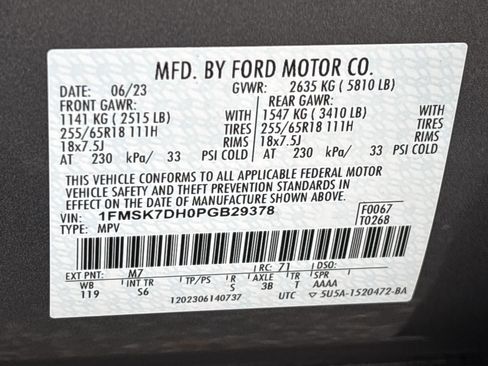 MFD. BY FORD MOTOR CO.
DATE: 06/23 GVWR: 2635 KG ( 5810 LB)
FRONT GAWR: REAR GAWR:
1141 KG ( 2515 LB) WITH 1547 KG ( 3410 LB) WITH
255/65R18 111H TIRES 255/65R18 111H TIRES
18x7.5J RIMS 18x7.5J RIMS
AT 230 kPa/ 33 PSI COLD AT 230 kPa/ 33 PSI COLD
THIS VEHICLE CONFORMS TO ALL APPLICABLE FEDERAL MOTOR
VEHICLE SAFETY AND THEFT PREVENTION STANDARDS IN EFFECT
ON THE DATE OF MANUFACTURE SHOWN ABOVE.
VIN: 1FMSK7DH0PGB29378 F0067
TYPE: MPV T0268
EXT PNT: M7 RC: 71 DSO:
WB INT TR TP/PS R AXLE TR SPR
119 S6 S 3B T AAAA
1202306140737 UTC 5U5A-1520472-BA